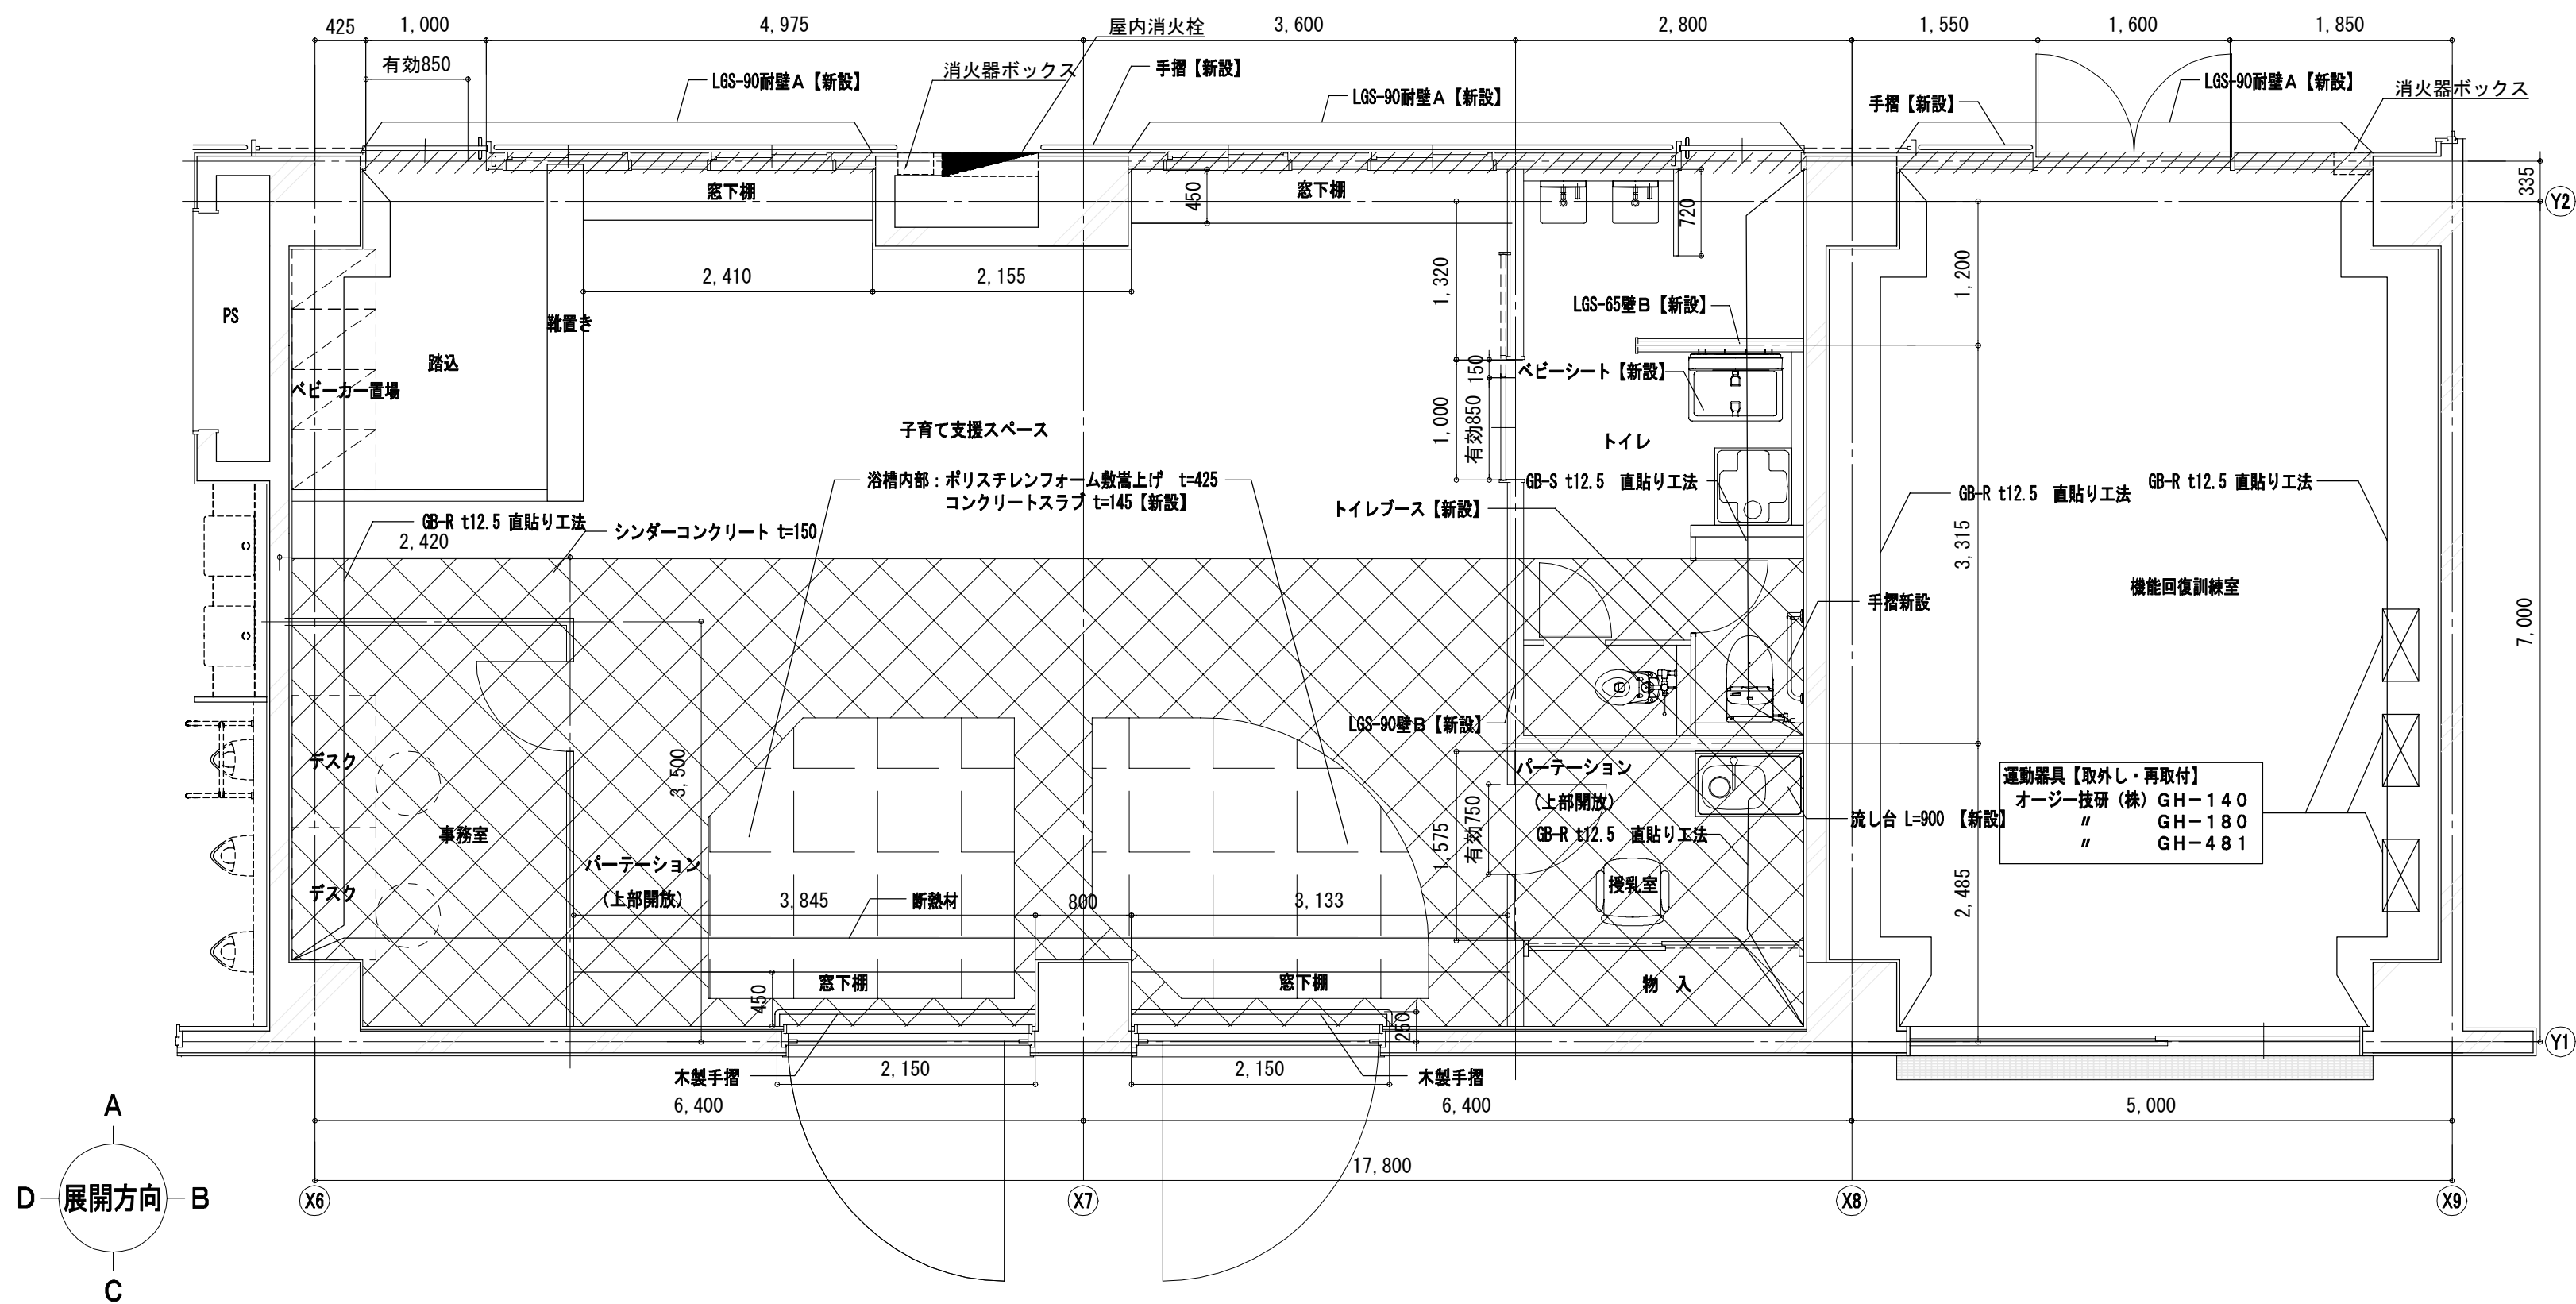 425
1,000
4,975
屋内消火栓
3,600
2,800
1,550
1,600
1,850
有効850
LGS-90耐壁A【新設】
消火器ボックス
手摺【新設】
LGS-90耐壁A【新設】
手摺【新設】
LGS-90耐壁A【新設】
消火器ボックス
窓下棚
450
窓下棚
720
335
Y2
2,410
2,155
1,320
1,200
PS
靴置き
LGS-65壁B【新設】
踏込
ベビーカー置場
150
ベビーシート【新設】
子育て支援スペース
1,000
有効850
トイレ
浴槽内部：ポリスチレンフォーム敷嵩上げ t=425
コンクリートスラブ t=145【新設】
GB-S t12.5 直貼り工法
GB-R t12.5 直貼り工法
GB-R t12.5 直貼り工法
トイレブース【新設】
GB-R t12.5 直貼り工法
シンダーコンクリート t=150
2,420
3,315
機能回復訓練室
手摺新設
7,000
LGS-90壁B【新設】
デスク
3,500
パーテーション
(上部開放)
運動器具【取外し・再取付】
オージー技研（株）GH－140
〃 GH－180
〃 GH－481
流し台 L=900 【新設】
事務室
1,575
有効750
GB-R t12.5 直貼り工法
パーテーション
(上部開放)
デスク
3,845
断熱材
800
3,133
授乳室
2,485
窓下棚
窓下棚
物 入
450
250
Y1
木製手摺
2,150
2,150
木製手摺
6,400
6,400
5,000
17,800
X6
X7
X8
X9
A
D
展開方向
B
C